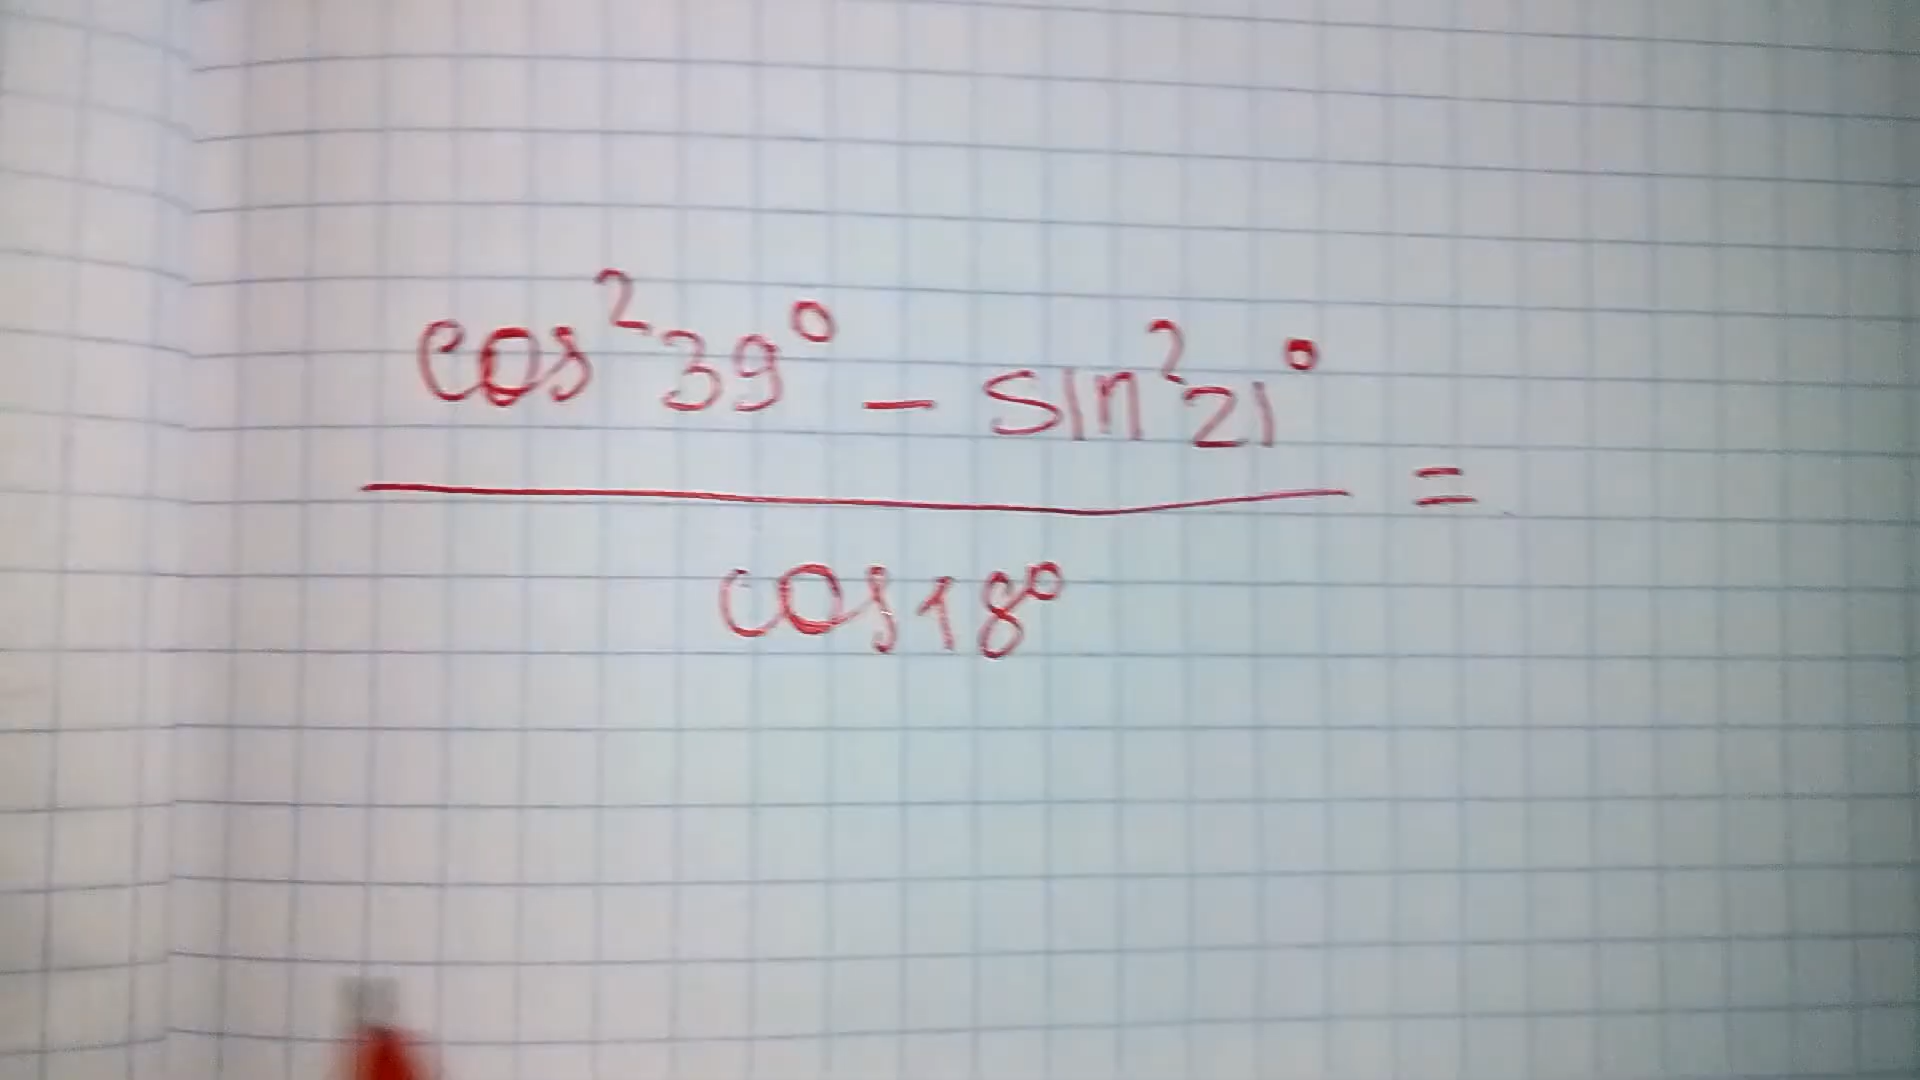 cos²39° – sin²21°
=
cos18°